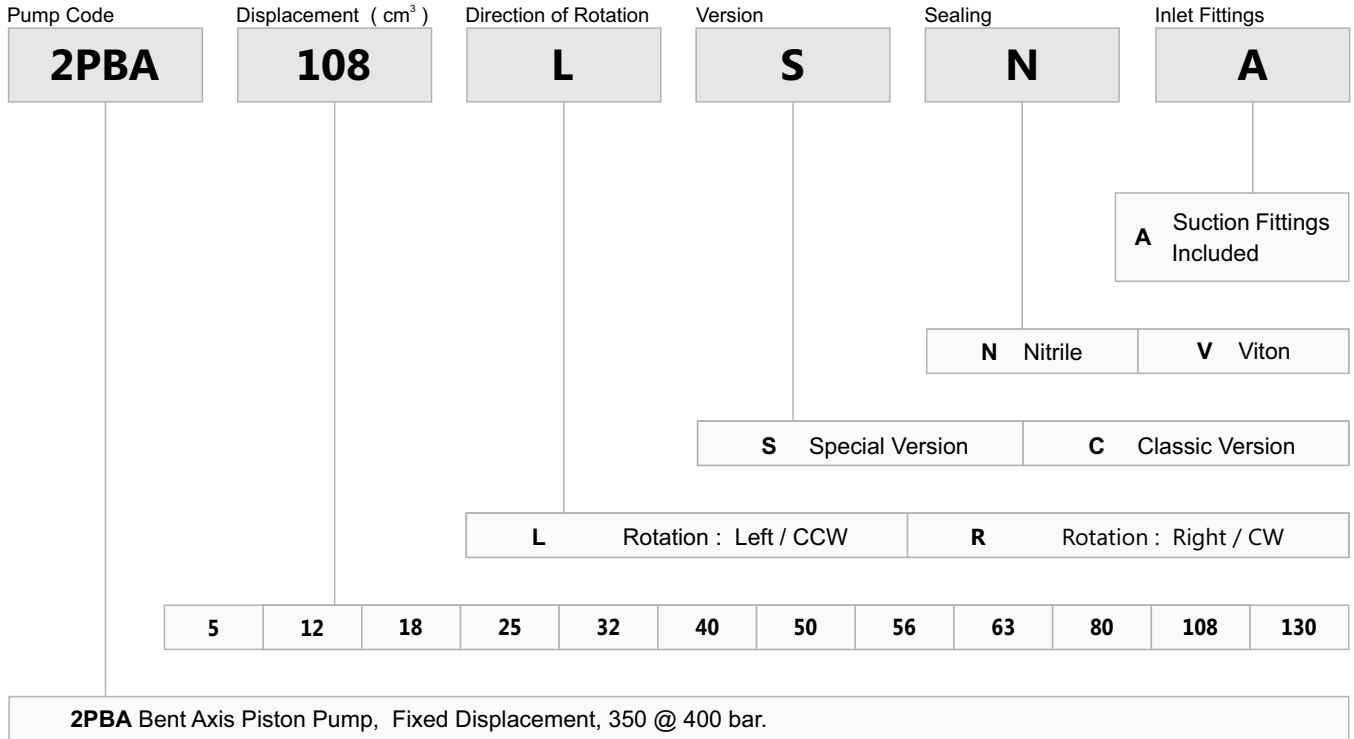 Pump Code Displacement ( cm³ ) Direction of Rotation Version Sealing Inlet Fittings
2PBA 108 L S N A
A Suction Fittings
Included
N Nitrile V Viton
S Special Version C Classic Version
L Rotation : Left / CCW R Rotation : Right / CW
5 12 18 25 32 40 50 56 63 80 108 130
2PBA Bent Axis Piston Pump, Fixed Displacement, 350 @ 400 bar.